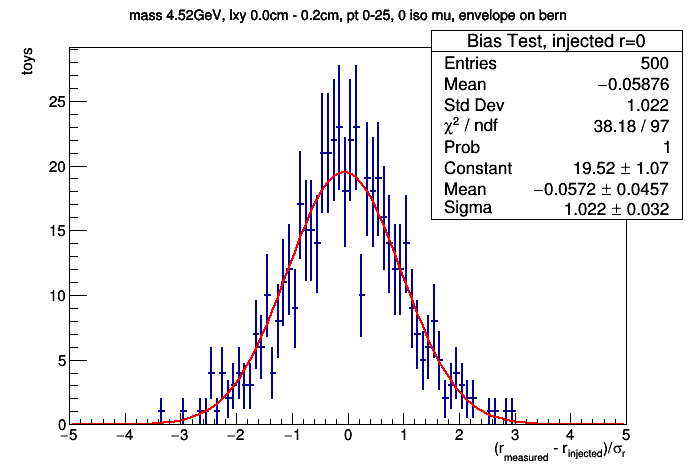 mass 4.52GeV, lxy 0.0cm - 0.2cm, pt 0-25, 0 iso mu, envelope on bern
Bias Test, injected r=0
Entries 500
Mean −0.05876
Std Dev 1.022
χ² / ndf 38.18 / 97
Prob 1
Constant 19.52 ± 1.07
Mean −0.0572 ± 0.0457
Sigma 1.022 ± 0.032
toys
25
20
15
10
5
0
−5 −4 −3 −2 −1 0 1 2 3 4 5
(r_measured - r_injected)/σ_r